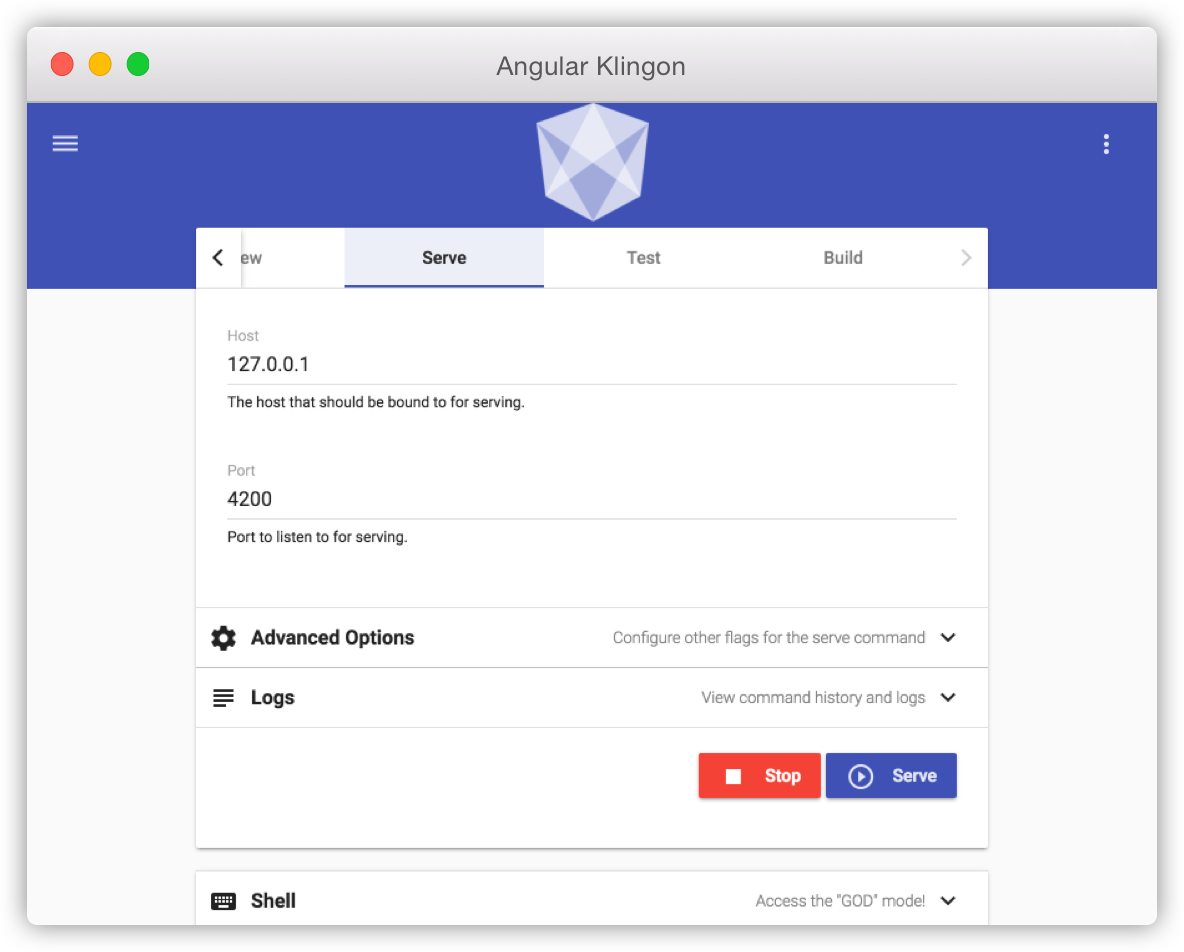 Angular Klingon
ew Serve Test Build
Host
127.0.0.1
The host that should be bound to for serving.
Port
4200
Port to listen to for serving.
Advanced Options Configure other flags for the serve command
Logs View command history and logs
Stop Serve
Shell Access the "GOD" mode!